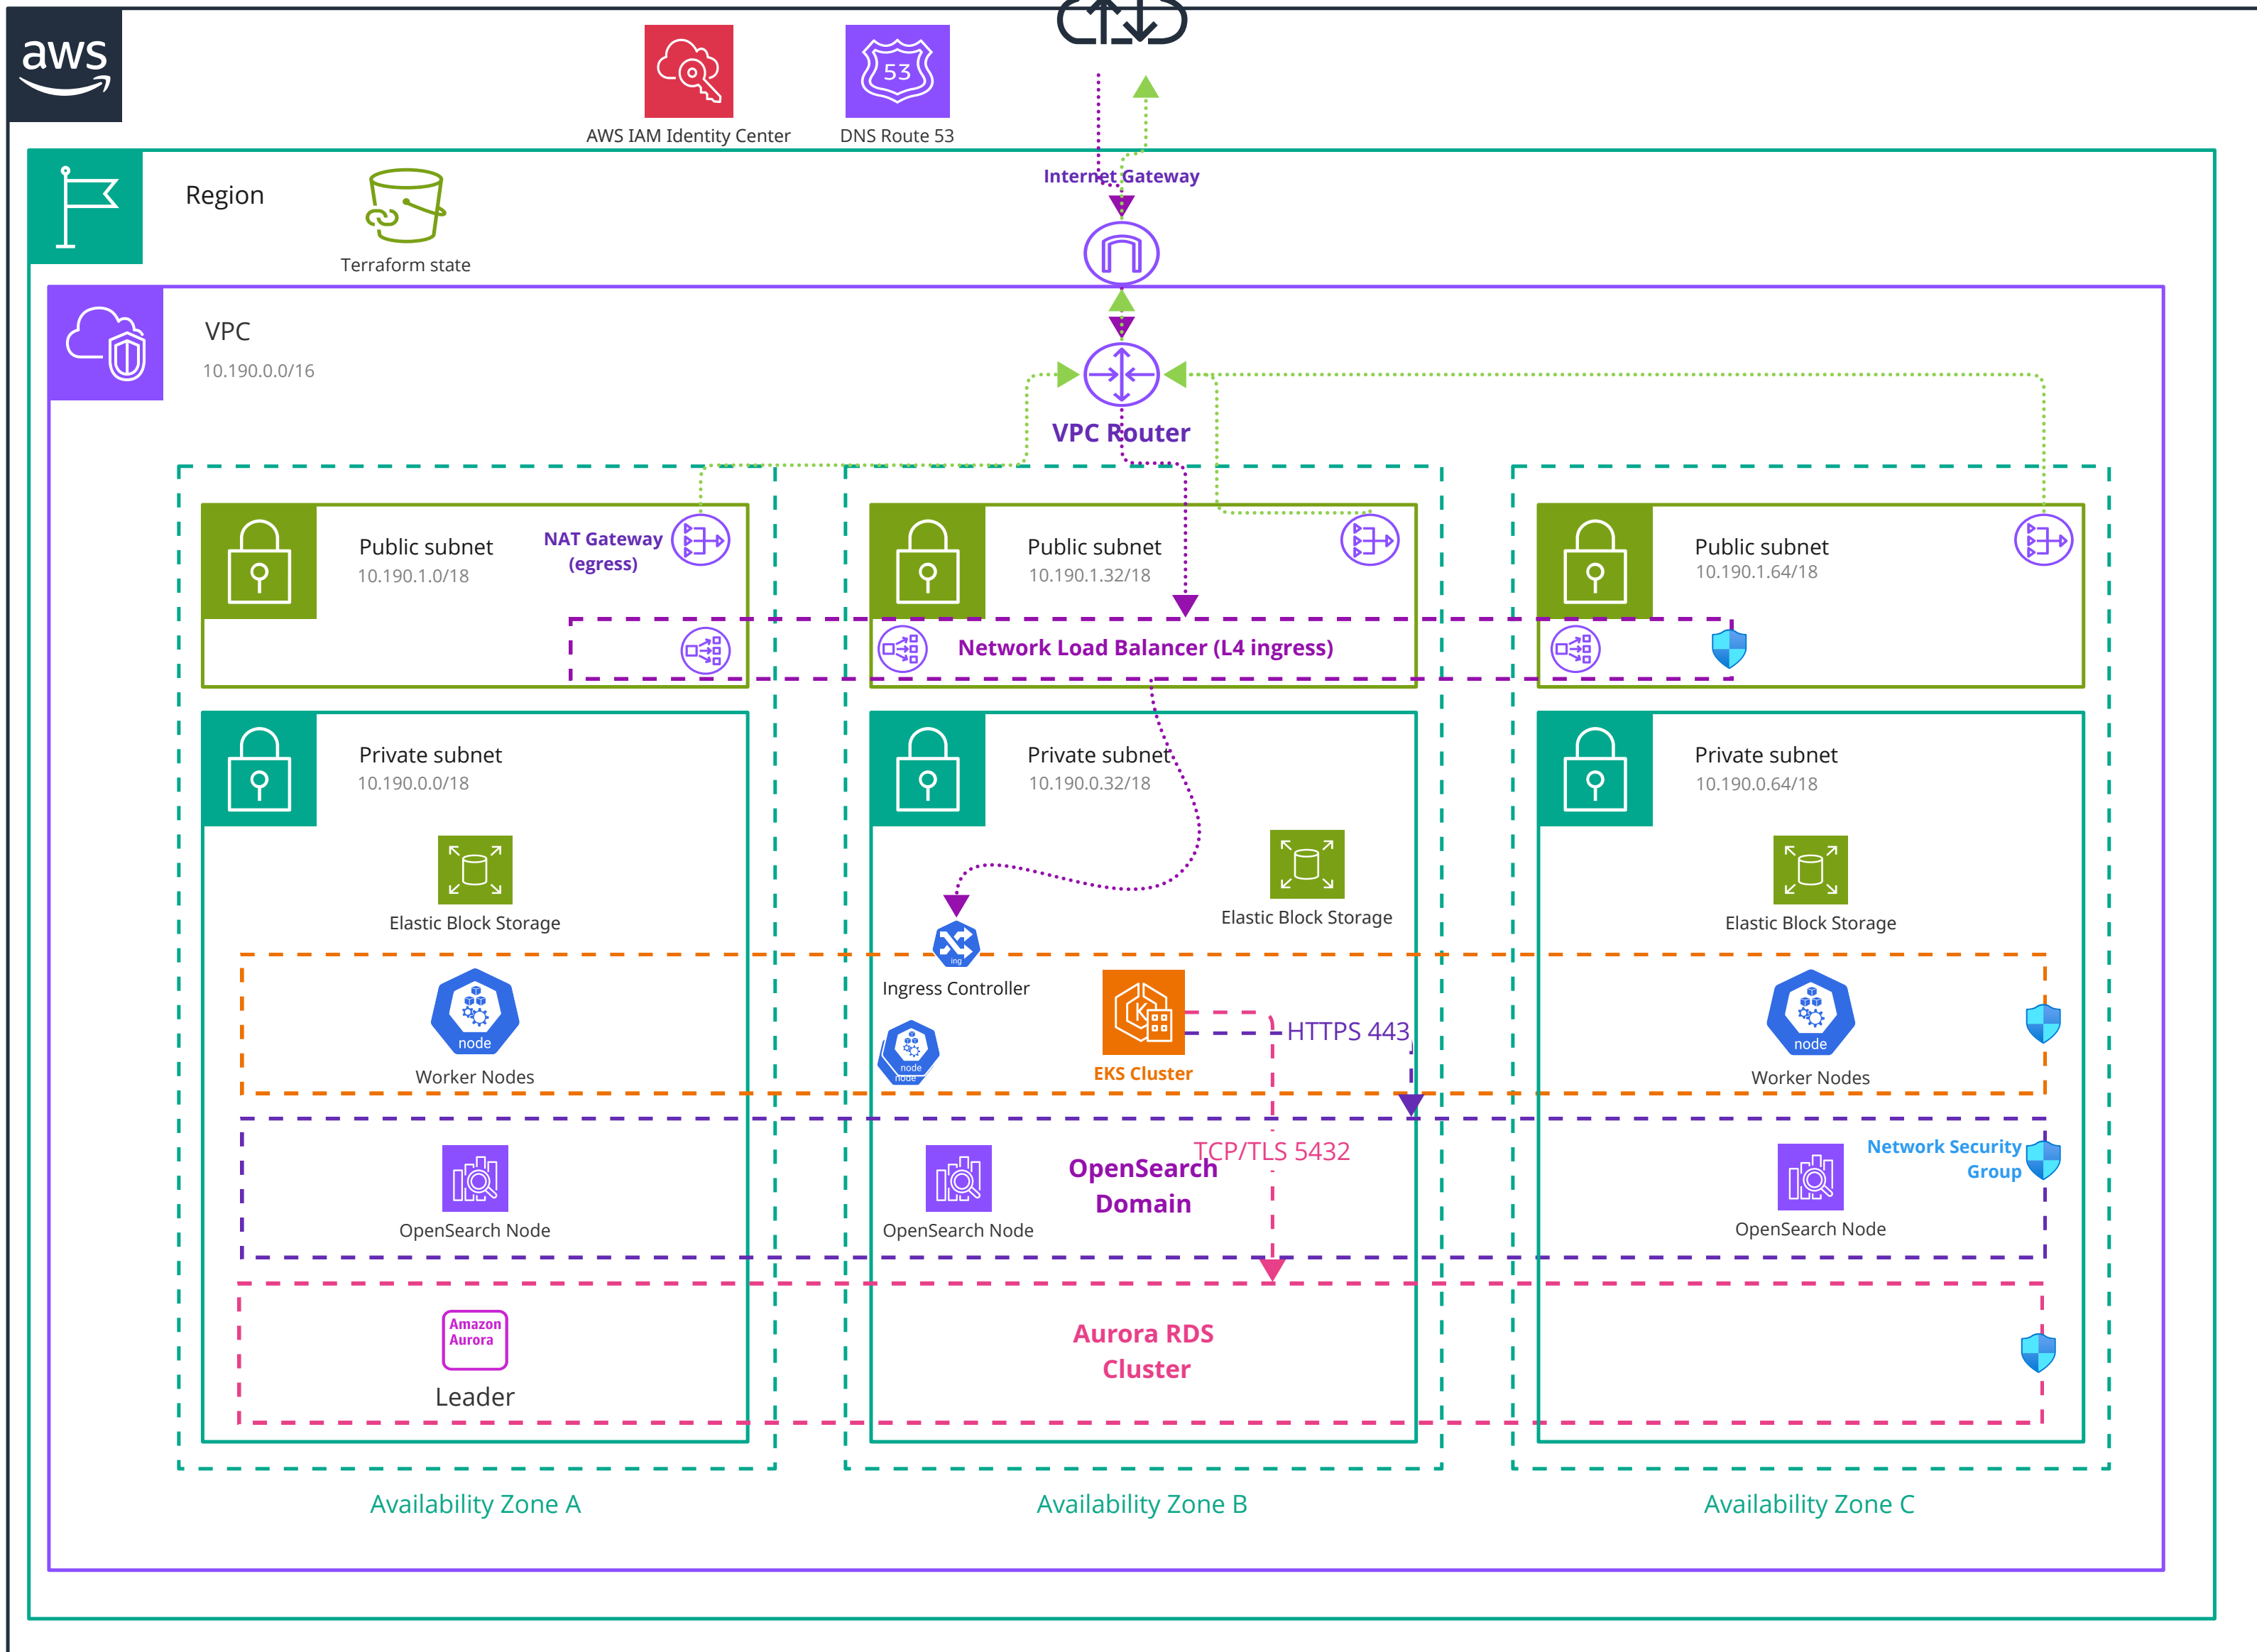 aws
53
AWS IAM Identity Center
DNS Route 53
Internet Gateway
Region
Terraform state
VPC
10.190.0.0/16
VPC Router
Public subnet
10.190.1.0/18
NAT Gateway
(egress)
Public subnet
10.190.1.32/18
Public subnet
10.190.1.64/18
Network Load Balancer (L4 ingress)
Private subnet
10.190.0.0/18
Private subnet
10.190.0.32/18
Private subnet
10.190.0.64/18
Elastic Block Storage
Elastic Block Storage
Elastic Block Storage
ing
Ingress Controller
node
Worker Nodes
node
node
K
EKS Cluster
HTTPS 443
node
Worker Nodes
TCP/TLS 5432
OpenSearch
Domain
Network Security
Group
OpenSearch Node
OpenSearch Node
OpenSearch Node
Amazon
Aurora
Leader
Aurora RDS
Cluster
Availability Zone A
Availability Zone B
Availability Zone C